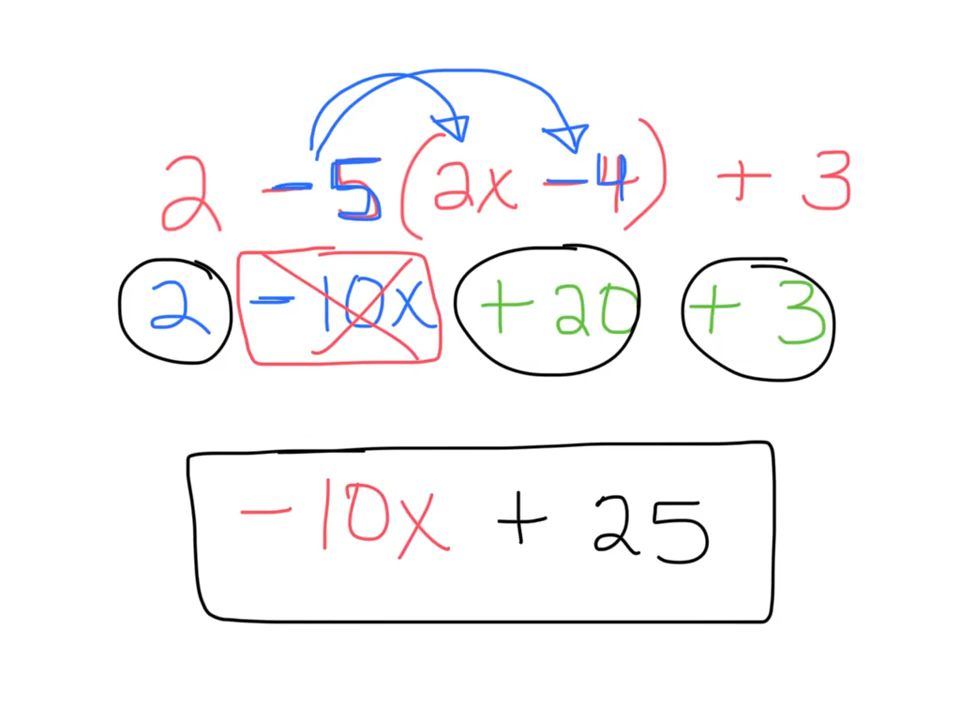 2 - 5(2x - 4) + 3
2 - 10x + 20 + 3
-10x + 25